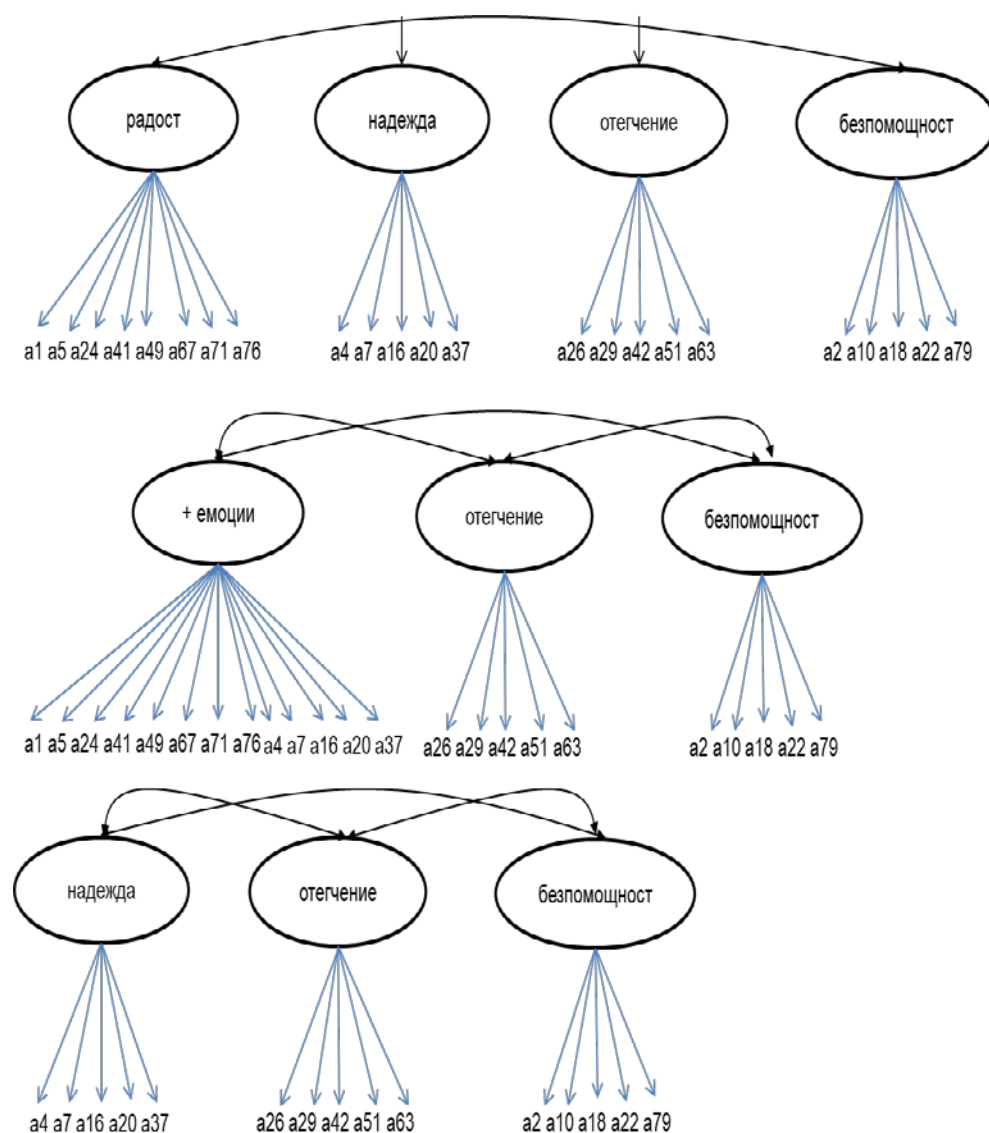 радост надежда отегчение безпомощност
a1 a5 a24 a41 a49 a67 a71 a76 a4 a7 a16 a20 a37 a26 a29 a42 a51 a63 a2 a10 a18 a22 a79
+ емоции отегчение безпомощност
a1 a5 a24 a41 a49 a67 a71 a76 a4 a7 a16 a20 a37 a26 a29 a42 a51 a63 a2 a10 a18 a22 a79
надежда отегчение безпомощност
a4 a7 a16 a20 a37 a26 a29 a42 a51 a63 a2 a10 a18 a22 a79